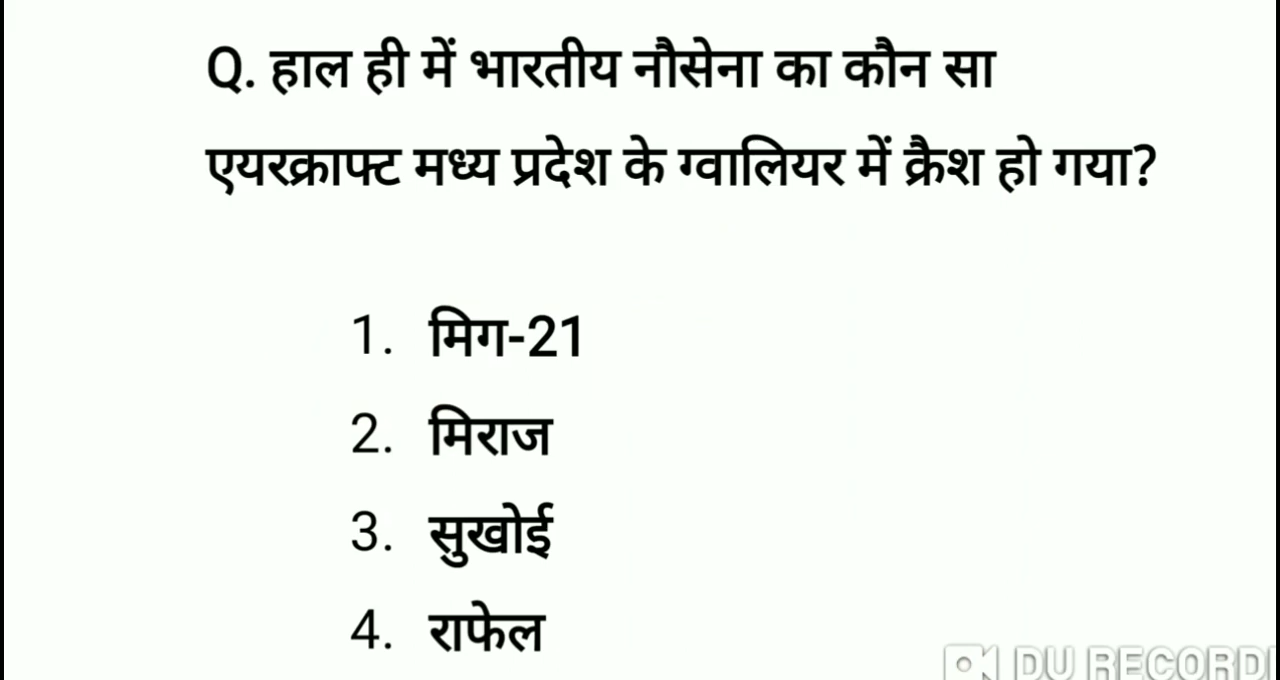 Q. हाल ही में भारतीय नौसेना का कौन सा
एयरक्राफ्ट मध्य प्रदेश के ग्वालियर में क्रैश हो गया?
1. मिग-21
2. मिराज
3. सुखोई
4. राफेल
DU RECORD